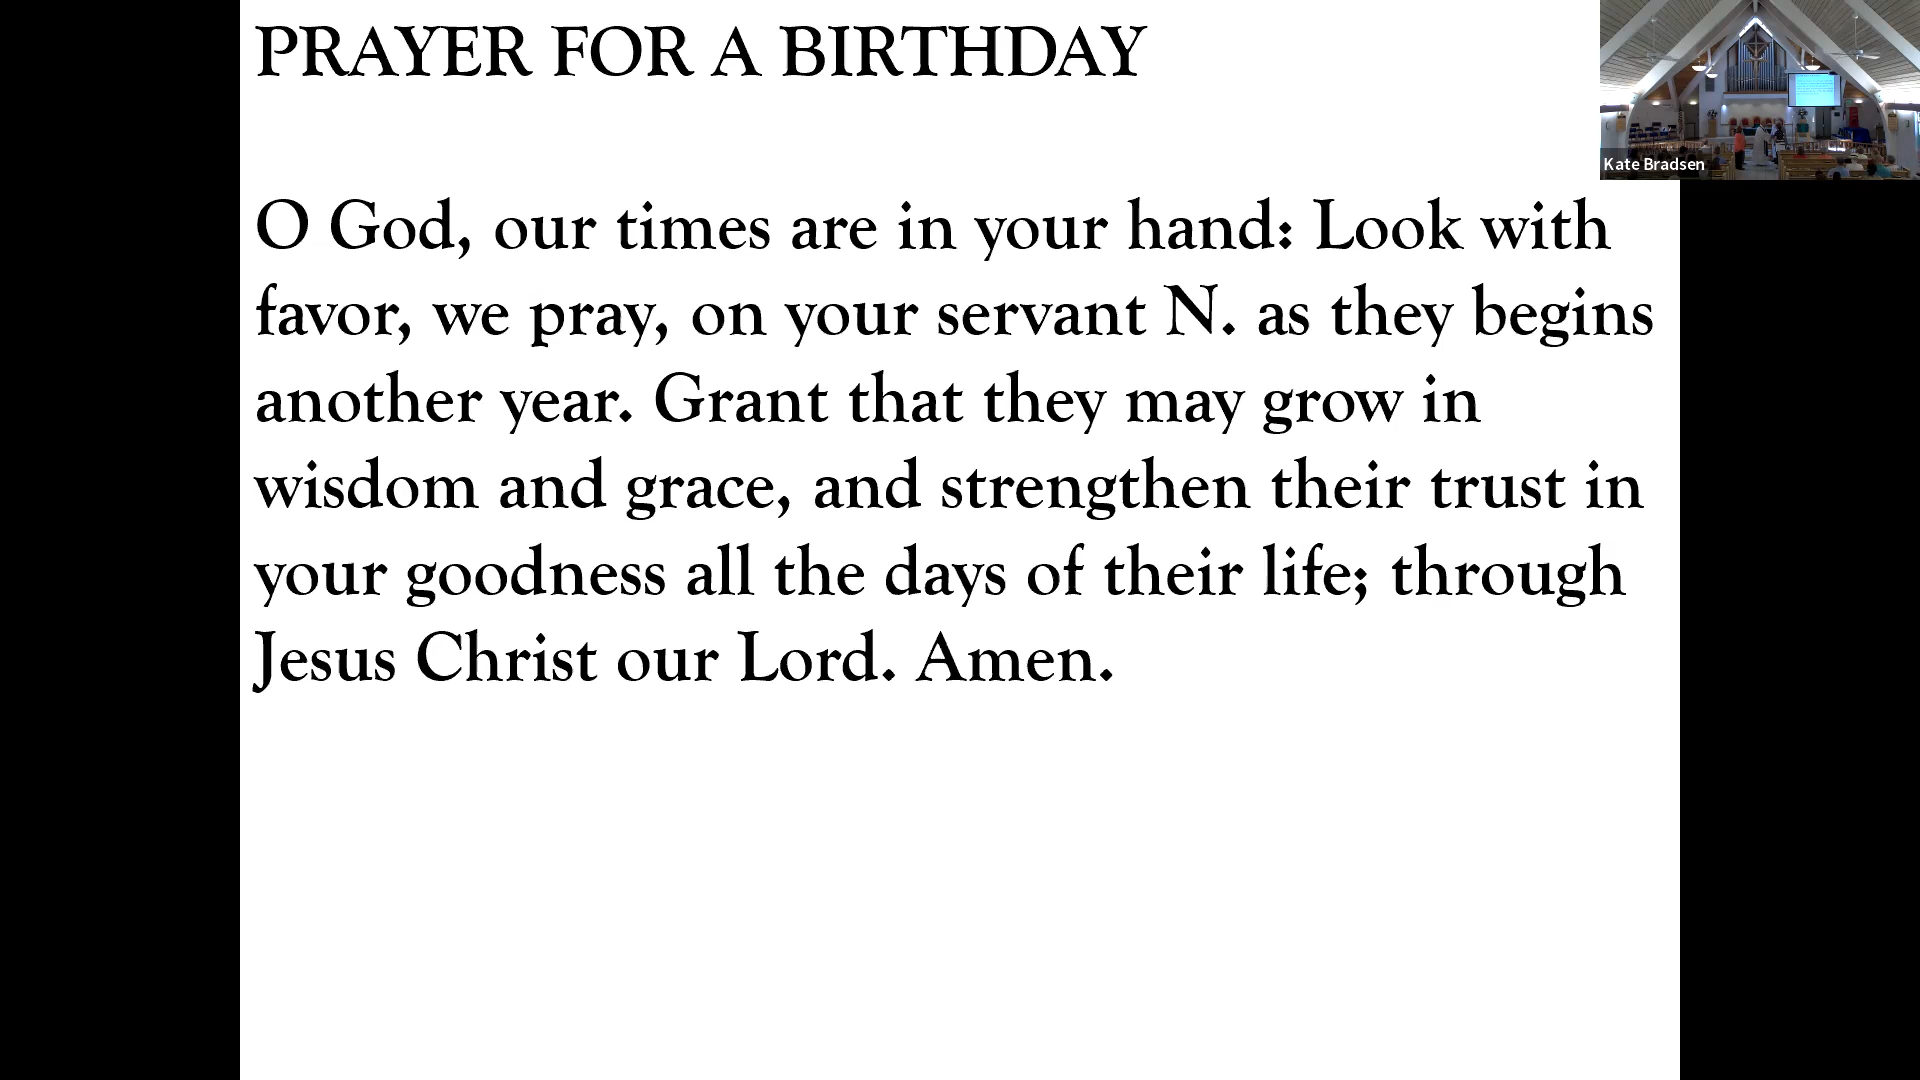 PRAYER FOR A BIRTHDAY
O God, our times are in your hand: Look with
favor, we pray, on your servant N. as they begins
another year. Grant that they may grow in
wisdom and grace, and strengthen their trust in
your goodness all the days of their life; through
Jesus Christ our Lord. Amen.
Kate Bradsen